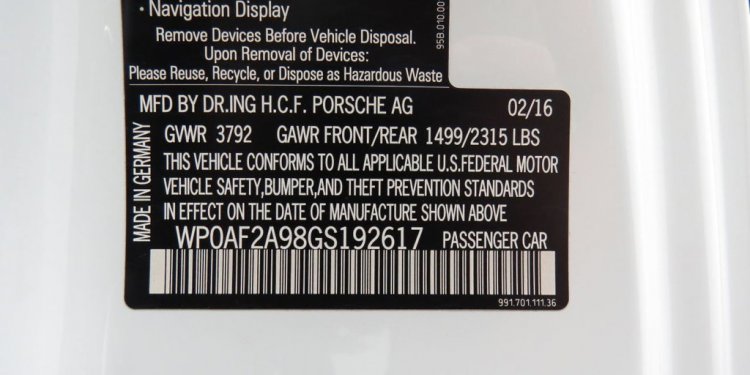 · Navigation Display
Remove Devices Before Vehicle Disposal.
Upon Removal of Devices:
Please Reuse, Recycle, or Dispose as Hazardous Waste
95B.010.00
MFD BY DR.ING H.C.F. PORSCHE AG 02/16
GVWR 3792 GAWR FRONT/REAR 1499/2315 LBS
THIS VEHICLE CONFORMS TO ALL APPLICABLE U.S.FEDERAL MOTOR
VEHICLE SAFETY,BUMPER,AND THEFT PREVENTION STANDARDS
IN EFFECT ON THE DATE OF MANUFACTURE SHOWN ABOVE
MADE IN GERMANY
WP0AF2A98GS192617 PASSENGER CAR
991.701.111.36